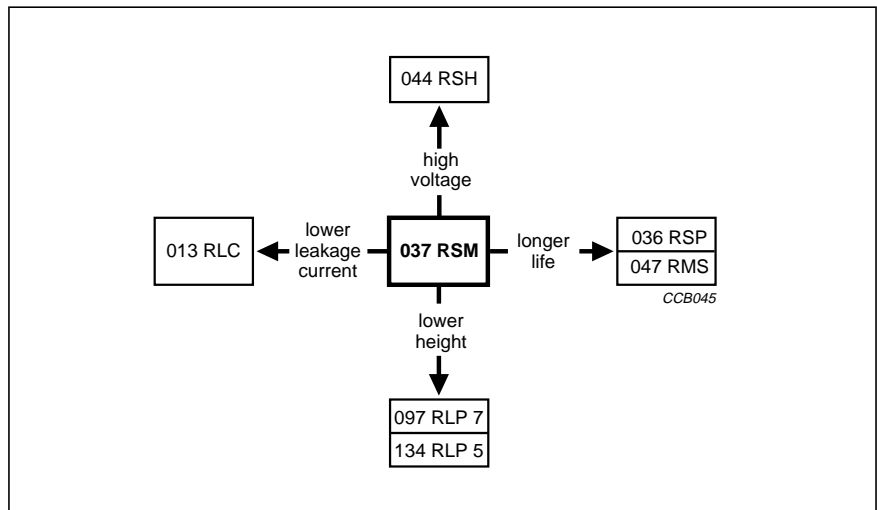 044 RSH
high
voltage
013 RLC
lower
leakage
current
037 RSM
longer
life
036 RSP
047 RMS
CCB045
lower
height
097 RLP 7
134 RLP 5